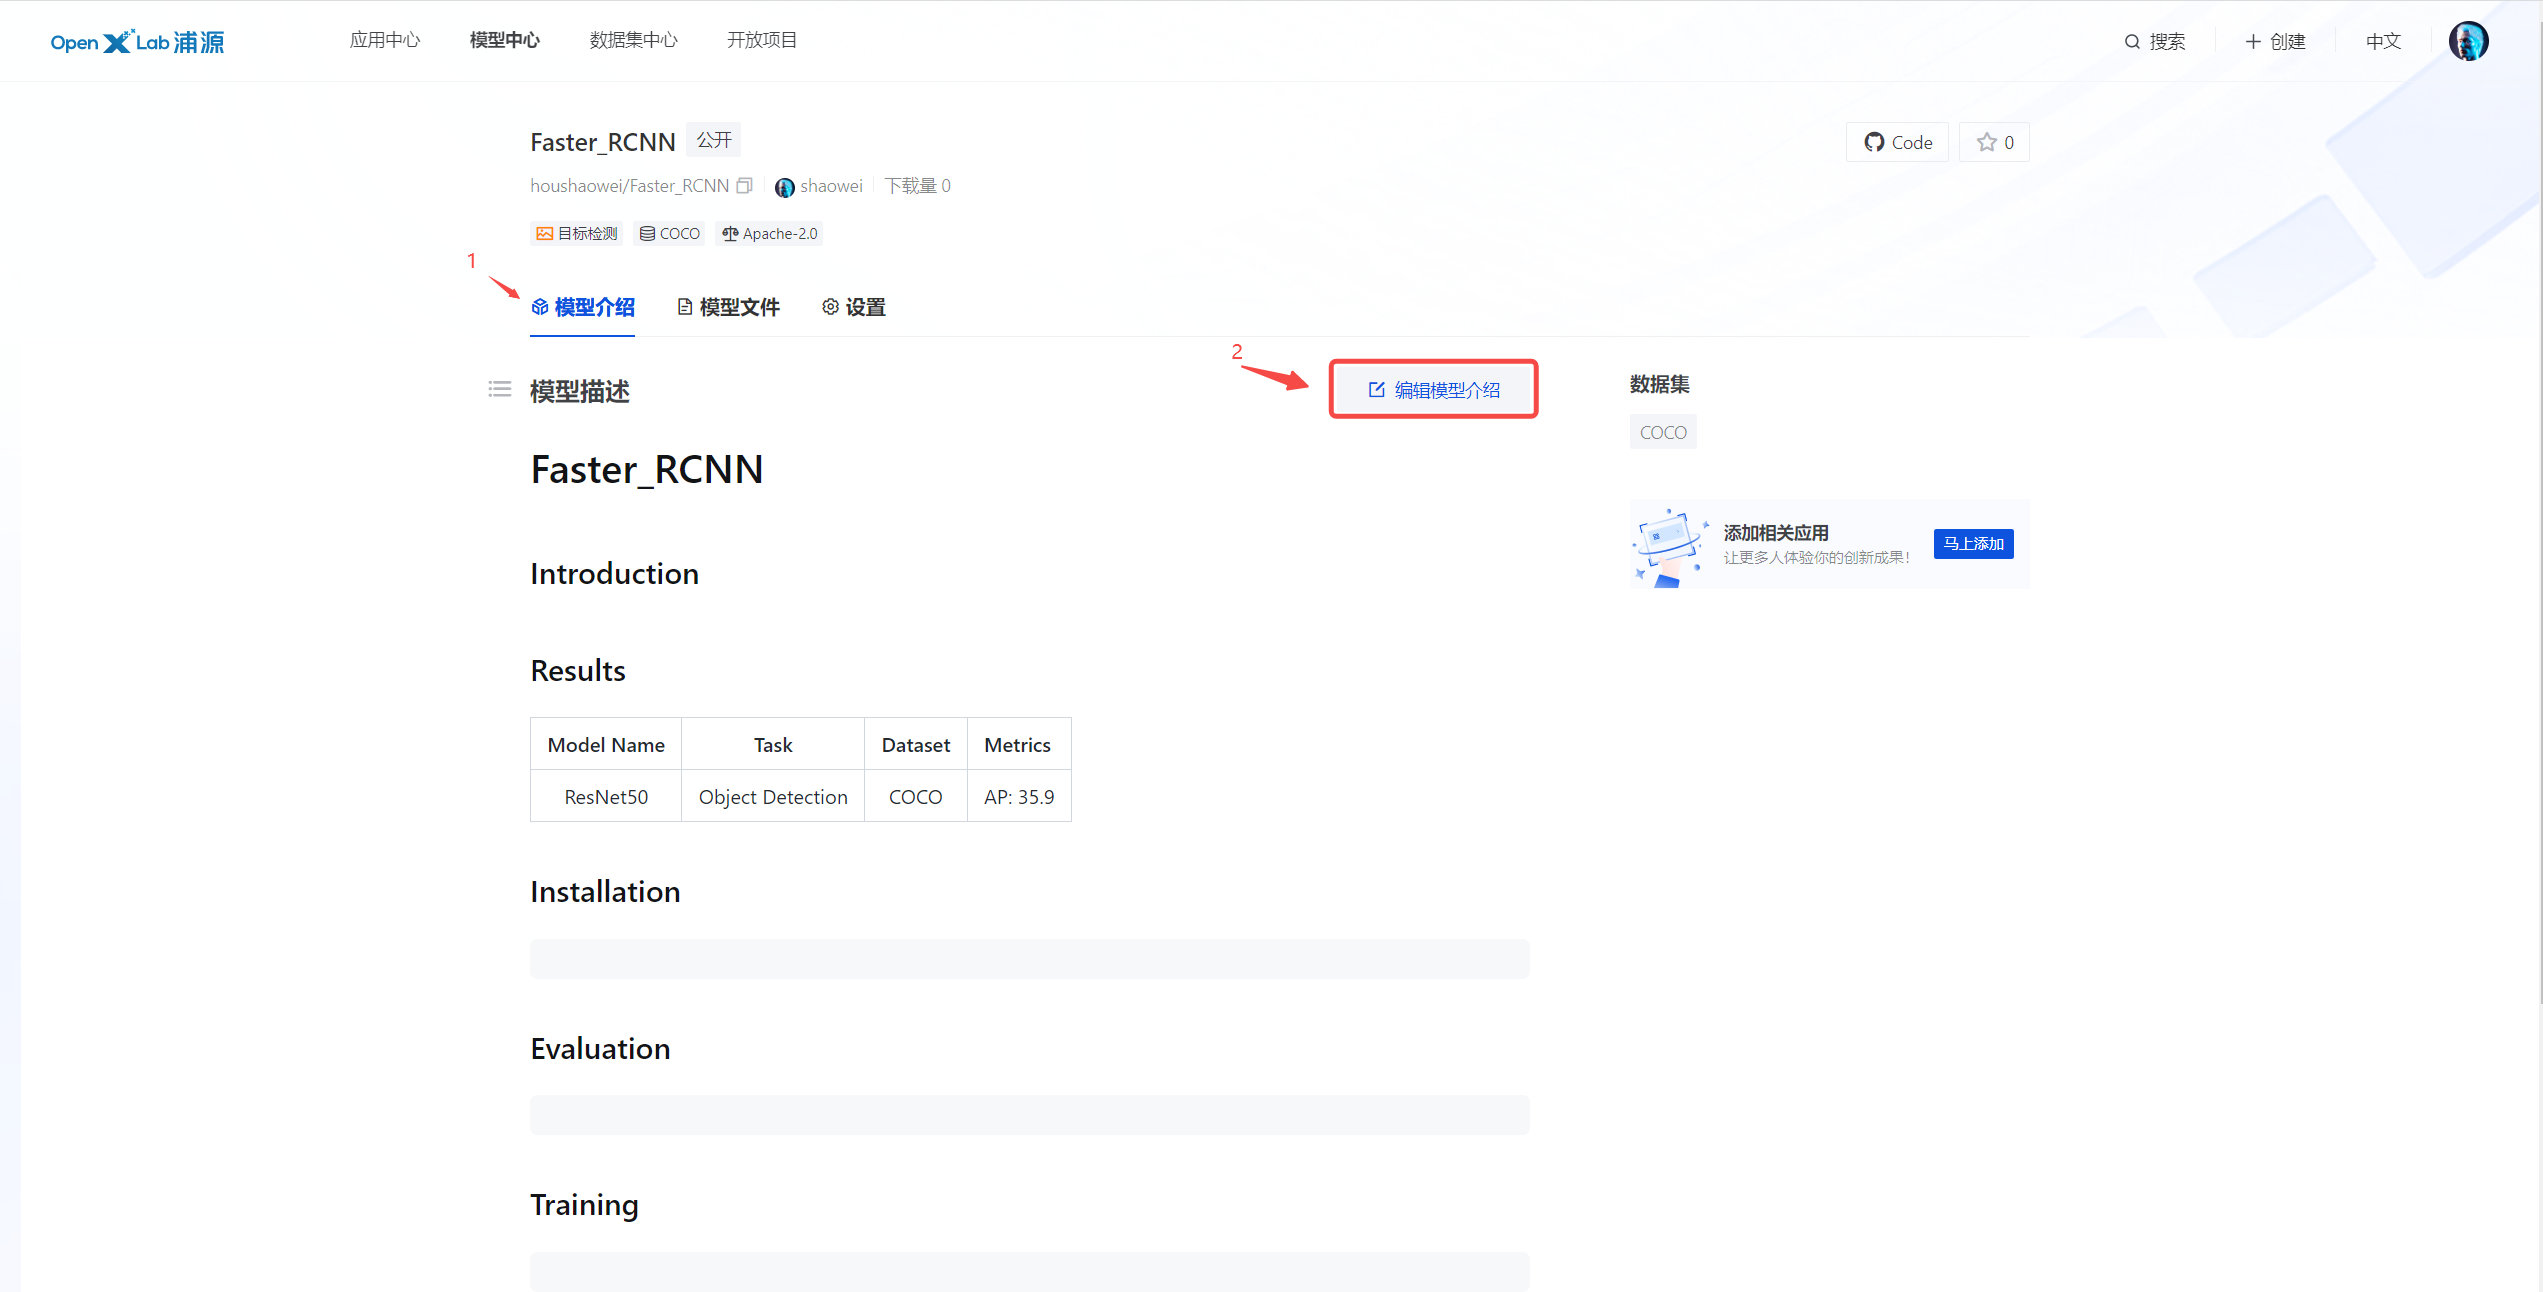 Open X Lab 浦源
应用中心 模型中心 数据集中心 开放项目
搜索 创建 中文
Faster_RCNN 公开
Code 0
houshaowei/Faster_RCNN shaowei 下载量 0
目标检测 COCO Apache-2.0
1
模型介绍 模型文件 设置
2
模型描述
编辑模型介绍
数据集
COCO
Faster_RCNN
添加相关应用
让更多人体验你的创新成果!
马上添加
Introduction
Results
Model Name Task Dataset Metrics
ResNet50 Object Detection COCO AP: 35.9
Installation
Evaluation
Training